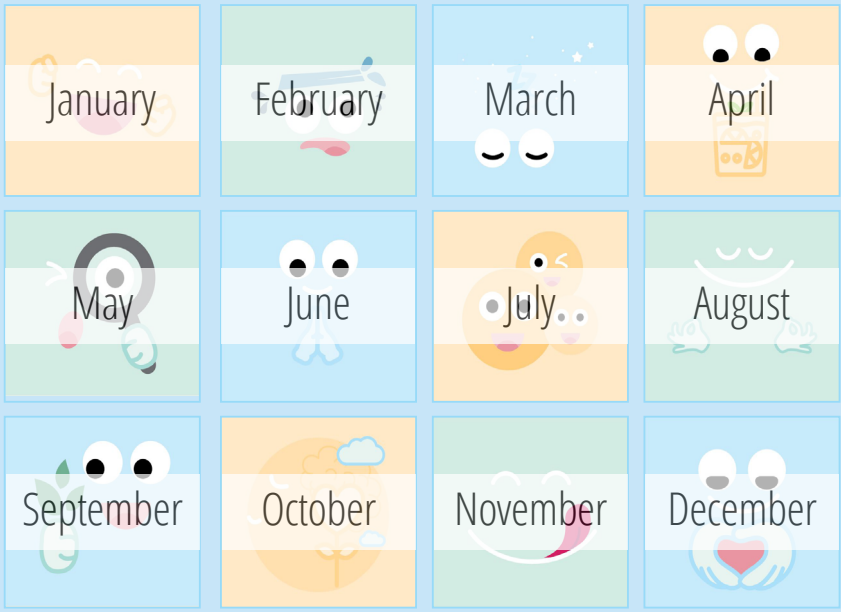 January
February
March
April
May
June
July
August
September
October
November
December